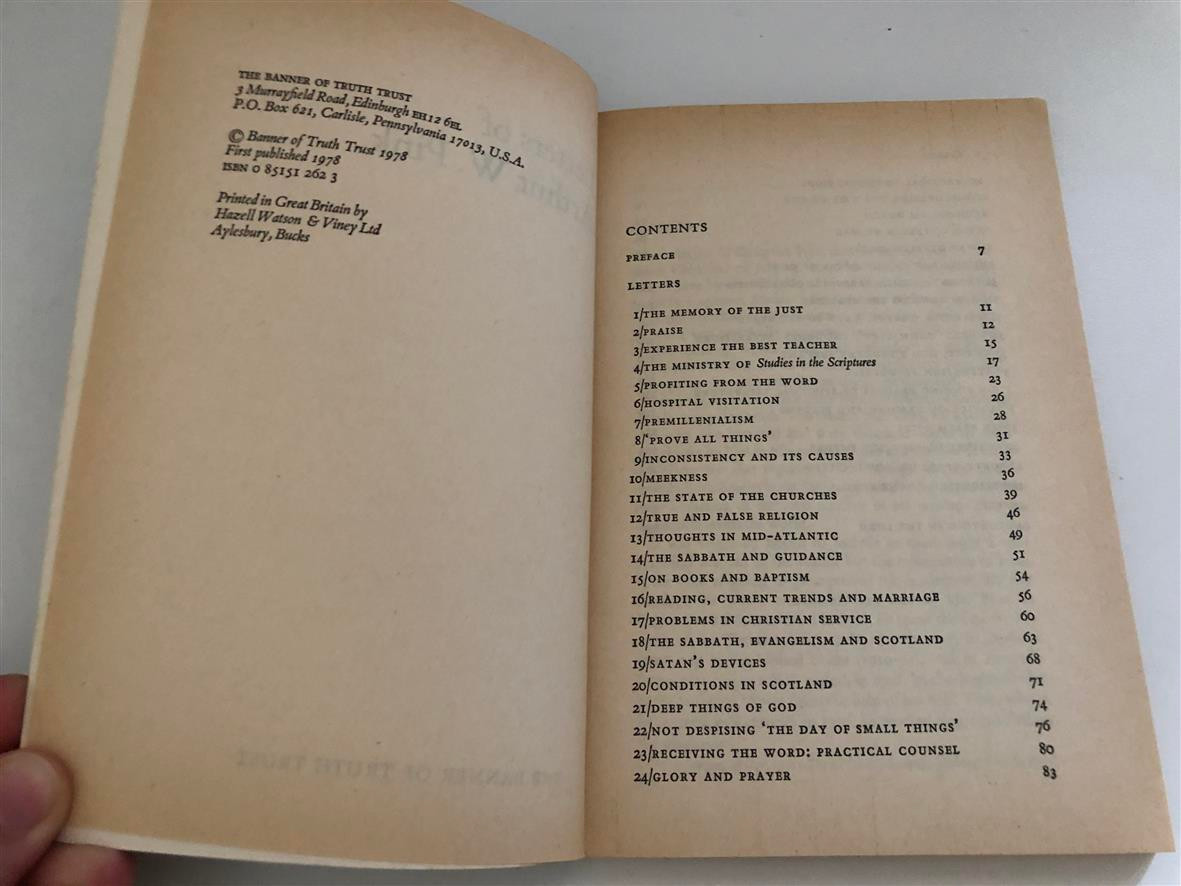 THE BANNER OF TRUTH TRUST
3 Murrayfield Road, Edinburgh EH12 6EL
P.O. Box 621, Carlisle, Pennsylvania 17013, U.S.A.
© Banner of Truth Trust 1978
First published 1978
ISBN 0 85151 262 3
Printed in Great Britain by
Hazell Watson & Viney Ltd
Aylesbury, Bucks
CONTENTS
PREFACE 7
LETTERS
1/THE MEMORY OF THE JUST 11
2/PRAISE 12
3/EXPERIENCE THE BEST TEACHER 15
4/THE MINISTRY OF Studies in the Scriptures 17
5/PROFITING FROM THE WORD 23
6/HOSPITAL VISITATION 26
7/PREMILLENIALISM 28
8/‘PROVE ALL THINGS’ 31
9/INCONSISTENCY AND ITS CAUSES 33
10/MEEKNESS 36
11/THE STATE OF THE CHURCHES 39
12/TRUE AND FALSE RELIGION 46
13/THOUGHTS IN MID-ATLANTIC 49
14/THE SABBATH AND GUIDANCE 51
15/ON BOOKS AND BAPTISM 54
16/READING, CURRENT TRENDS AND MARRIAGE 56
17/PROBLEMS IN CHRISTIAN SERVICE 60
18/THE SABBATH, EVANGELISM AND SCOTLAND 63
19/SATAN’S DEVICES 68
20/CONDITIONS IN SCOTLAND 71
21/DEEP THINGS OF GOD 74
22/NOT DESPISING ‘THE DAY OF SMALL THINGS’ 76
23/RECEIVING THE WORD: PRACTICAL COUNSEL 80
24/GLORY AND PRAYER 83